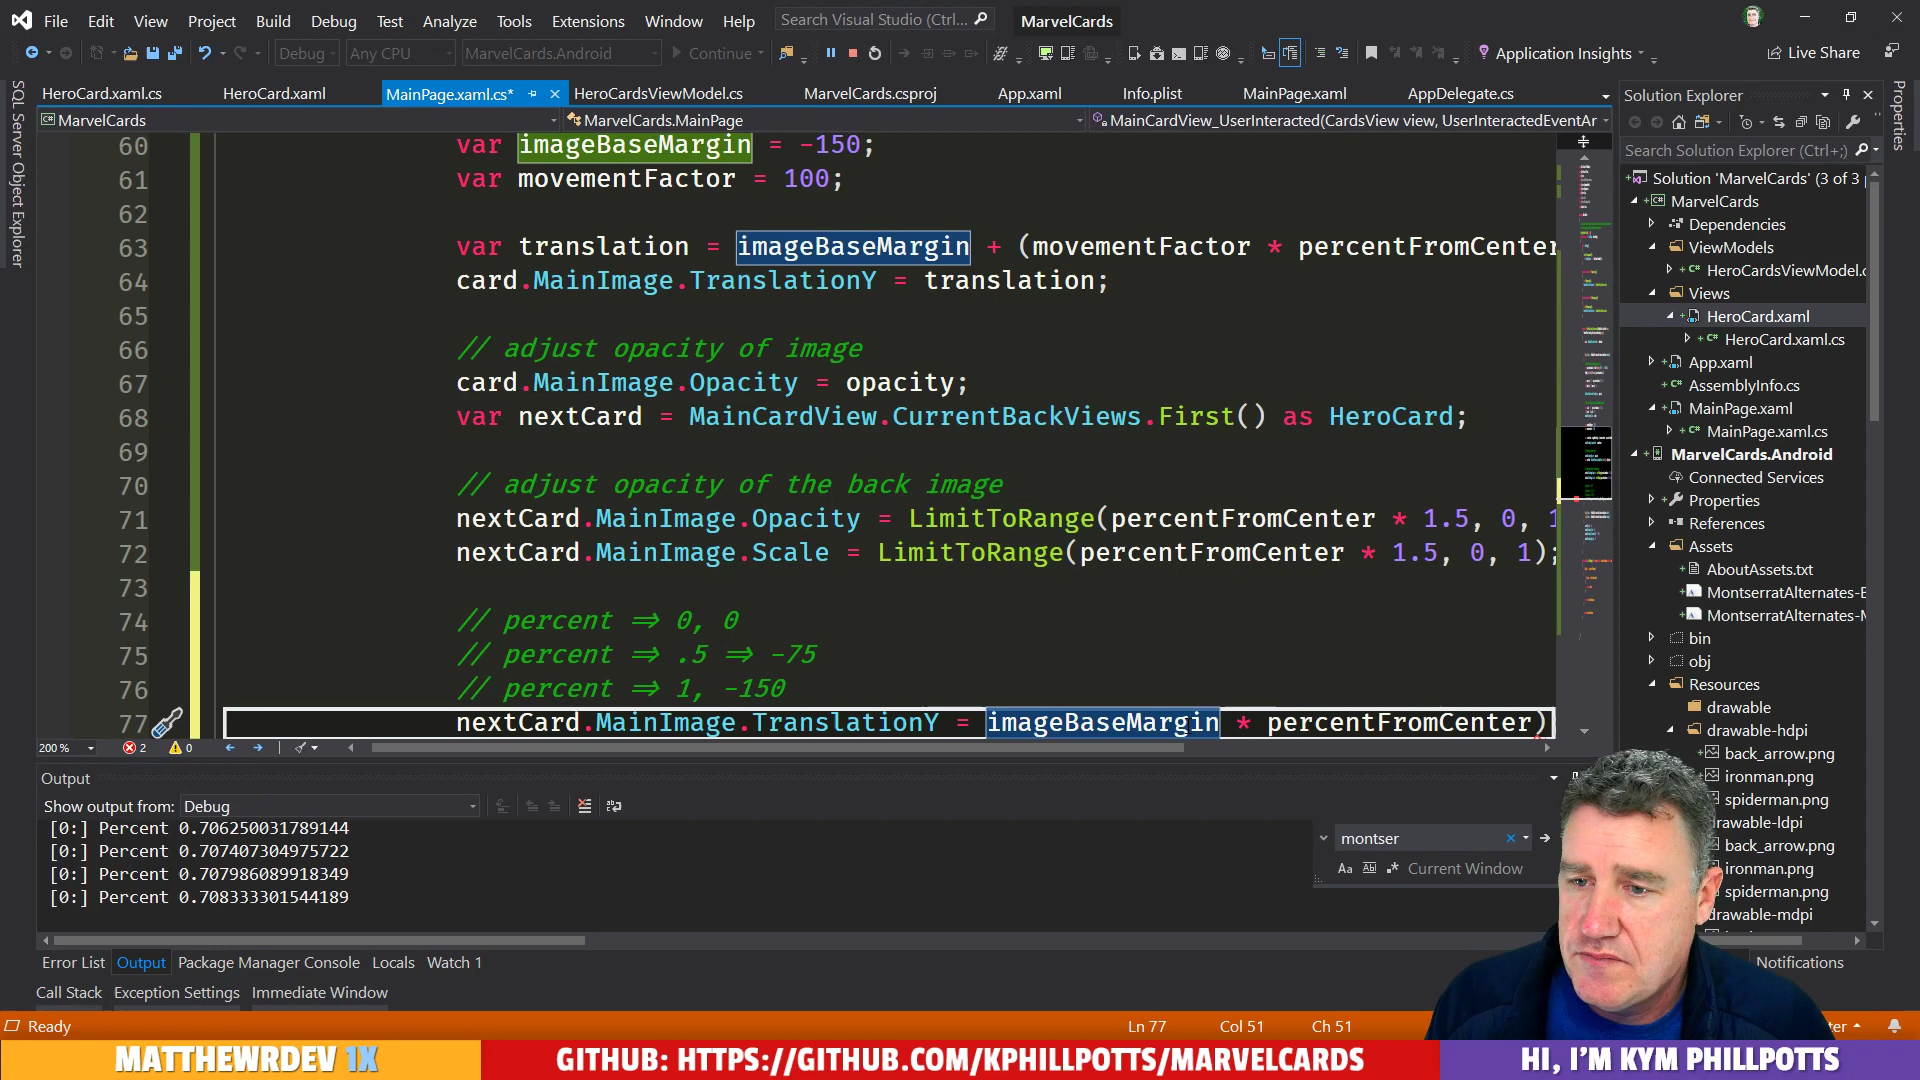 File Edit View Project Build Debug Test Analyze Tools Extensions Window Help Search Visual Studio (Ctrl... MarvelCards
Debug Any CPU MarvelCards.Android Continue Application Insights Live Share
HeroCard.xaml.cs HeroCard.xaml MainPage.xaml.cs* HeroCardsViewModel.cs MarvelCards.csproj App.xaml Info.plist MainPage.xaml AppDelegate.cs
MarvelCards MarvelCards.MainPage MainCardView_UserInteracted(CardsView view, UserInteractedEventAr
SQL Server Object Explorer
60 var imageBaseMargin = -150;
61 var movementFactor = 100;
62
63 var translation = imageBaseMargin + (movementFactor * percentFromCenter
64 card.MainImage.TranslationY = translation;
65
66 // adjust opacity of image
67 card.MainImage.Opacity = opacity;
68 var nextCard = MainCardView.CurrentBackViews.First() as HeroCard;
69
70 // adjust opacity of the back image
71 nextCard.MainImage.Opacity = LimitToRange(percentFromCenter * 1.5, 0, 1
72 nextCard.MainImage.Scale = LimitToRange(percentFromCenter * 1.5, 0, 1);
73
74 // percent => 0, 0
75 // percent => .5 => -75
76 // percent => 1, -150
77 nextCard.MainImage.TranslationY = imageBaseMargin * percentFromCenter)
200 % 2 0
Output
Show output from: Debug
[0:] Percent 0.706250031789144
[0:] Percent 0.707407304975722
[0:] Percent 0.707986089918349
[0:] Percent 0.708333301544189
montser
Aa Current Window
Error List Output Package Manager Console Locals Watch 1
Call Stack Exception Settings Immediate Window
Solution Explorer
Search Solution Explorer (Ctrl+;)
Solution 'MarvelCards' (3 of 3 p
MarvelCards
Dependencies
ViewModels
HeroCardsViewModel.c
Views
HeroCard.xaml
HeroCard.xaml.cs
App.xaml
AssemblyInfo.cs
MainPage.xaml
MainPage.xaml.cs
MarvelCards.Android
Connected Services
Properties
References
Assets
AboutAssets.txt
MontserratAlternates-
MontserratAlternates-
bin
obj
Resources
drawable
drawable-hdpi
back_arrow.png
ironman.png
spiderman.png
drawable-ldpi
back_arrow.png
ironman.png
spiderman.png
drawable-mdpi
Notifications
Properties
Ready Ln 77 Col 51 Ch 51
MATTHEWRDEV 1X GITHUB: HTTPS://GITHUB.COM/KPHILLPOTTS/MARVELCARDS HI, I'M KYM PHILLPOTTS